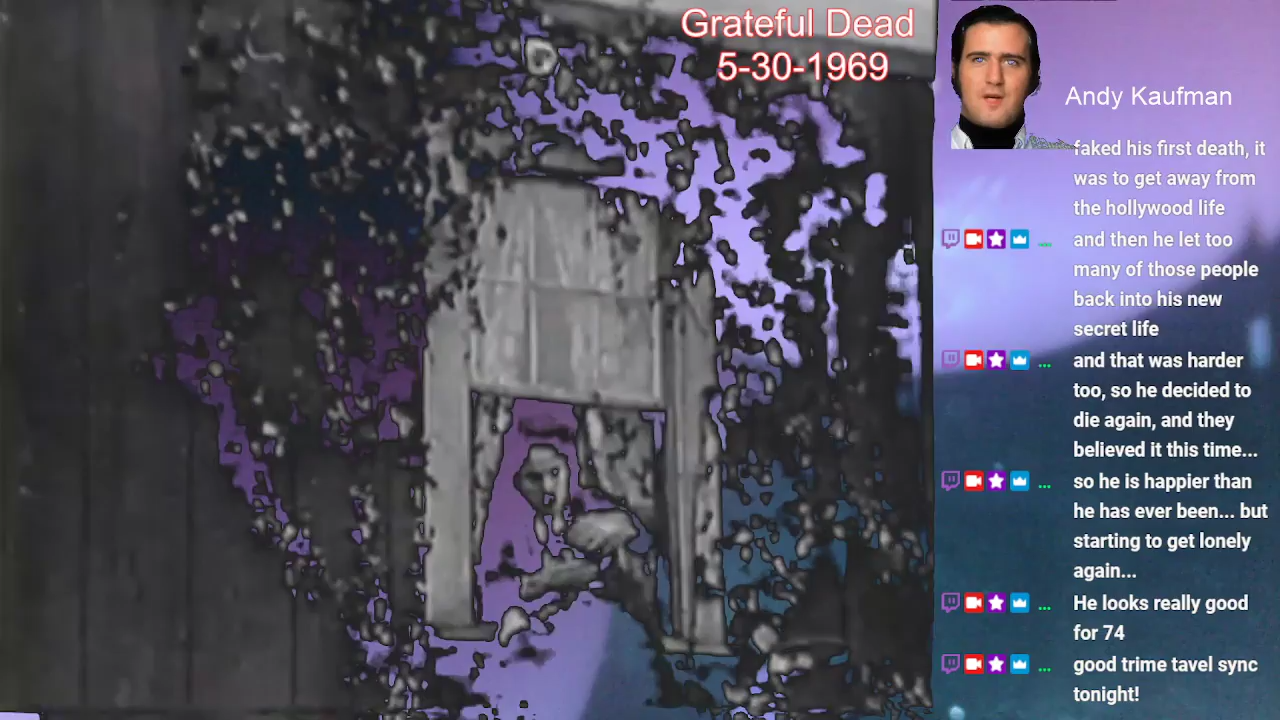 Grateful Dead
5-30-1969
Andy Kaufman
faked his first death, it
was to get away from
the hollywood life
... and then he let too
many of those people
back into his new
secret life
... and that was harder
too, so he decided to
die again, and they
believed it this time...
... so he is happier than
he has ever been... but
starting to get lonely
again...
... He looks really good
for 74
... good trime tavel sync
tonight!